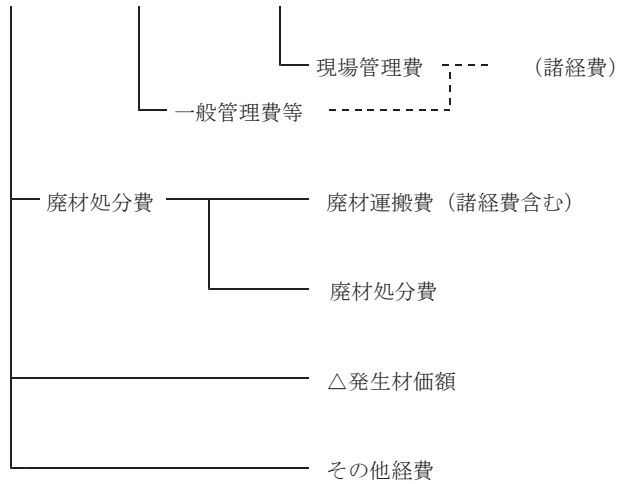 現場管理費 （諸経費）
一般管理費等
廃材処分費 廃材運搬費（諸経費含む）
廃材処分費
△発生材価額
その他経費